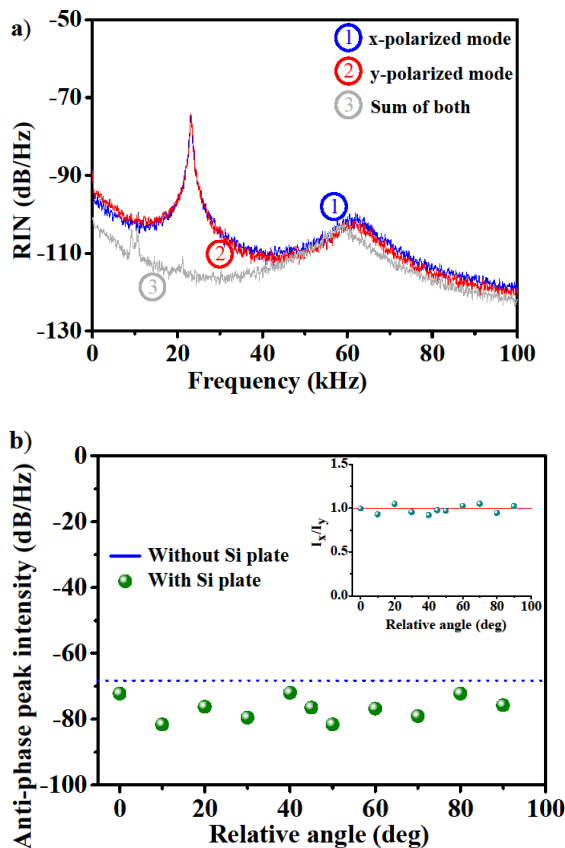 a)
-50
-70
-90
-110
-130
RIN (dB/Hz)
1 x-polarized mode
2 y-polarized mode
3 Sum of both
1
2
3
0 20 40 60 80 100
Frequency (kHz)
b)
0
-20
-40
-60
-80
-100
Anti-phase peak intensity (dB/Hz)
Without Si plate
With Si plate
1.5
1.0
0.5
0.0
Ix/Iy
0 20 40 60 80 100
Relative angle (deg)
0 20 40 60 80 100
Relative angle (deg)